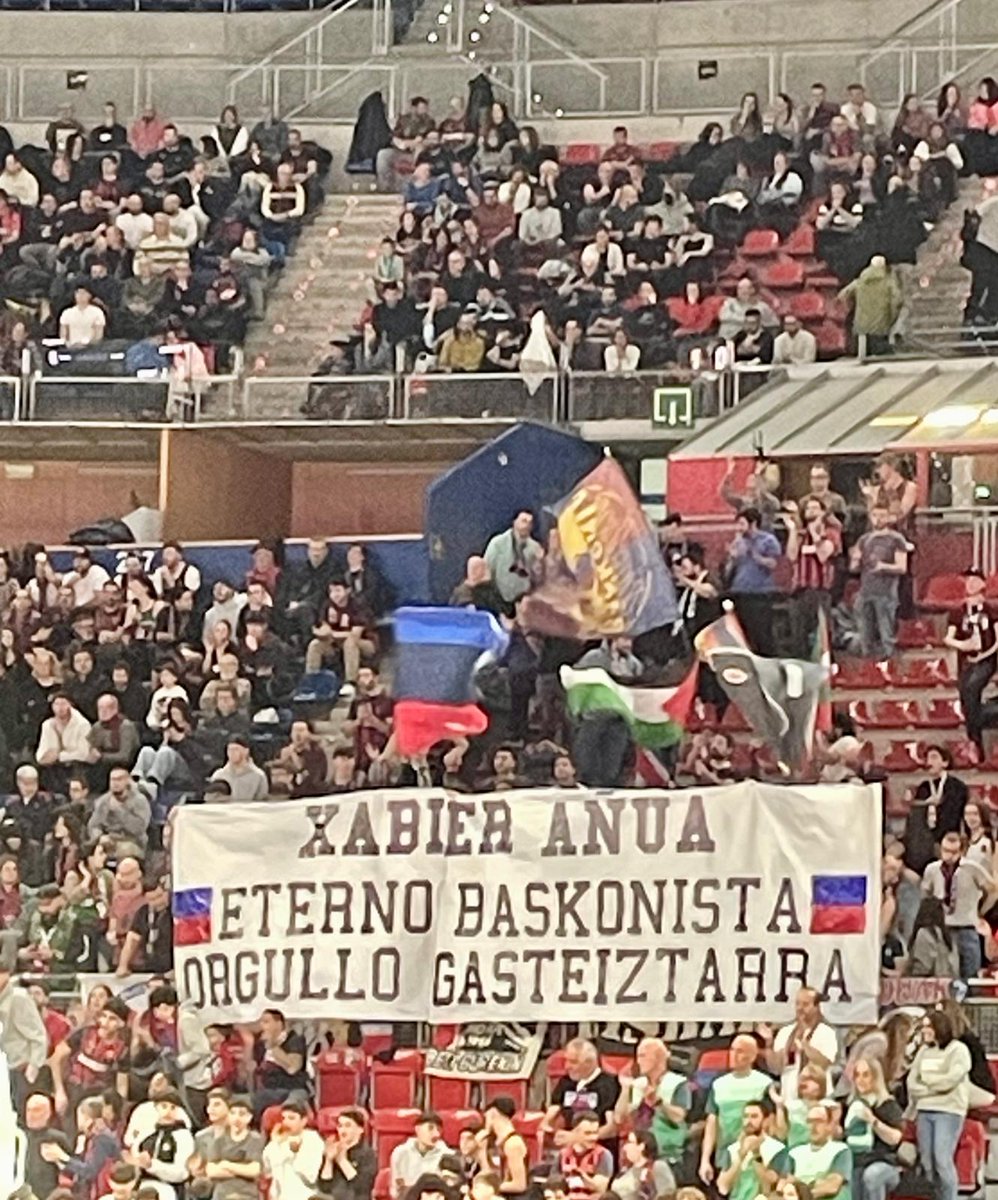 XABIER AÑUA
ETERNO BASKONISTA
ORGULLO GASTEIZTARRA